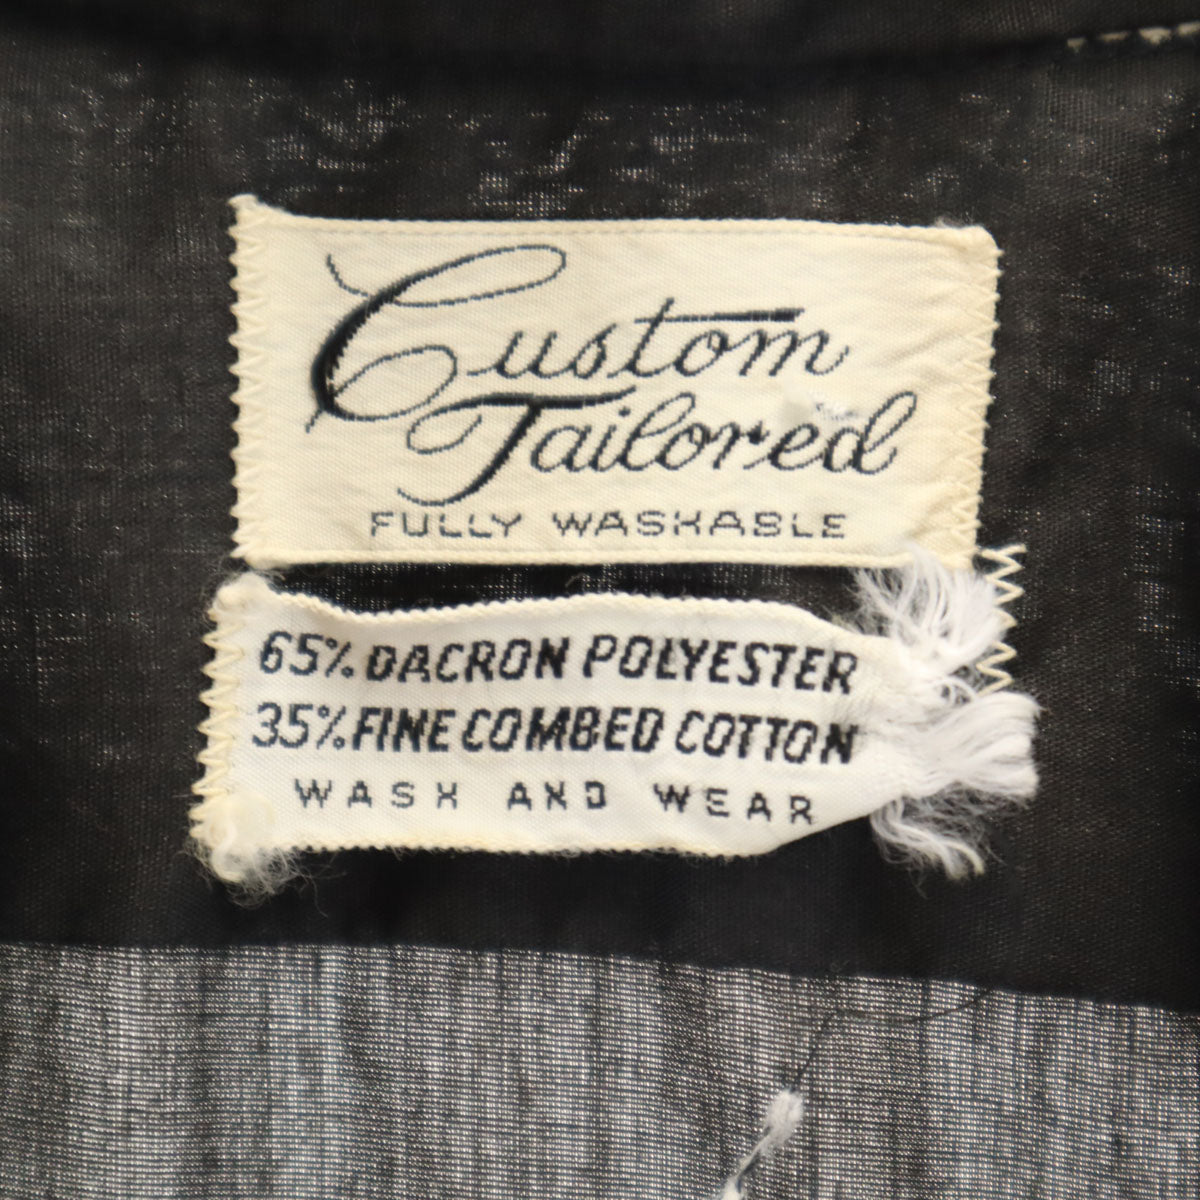 Custom
Tailored
FULLY WASHABLE
65% DACRON POLYESTER
35% FINE COMBED COTTON
WASH AND WEAR